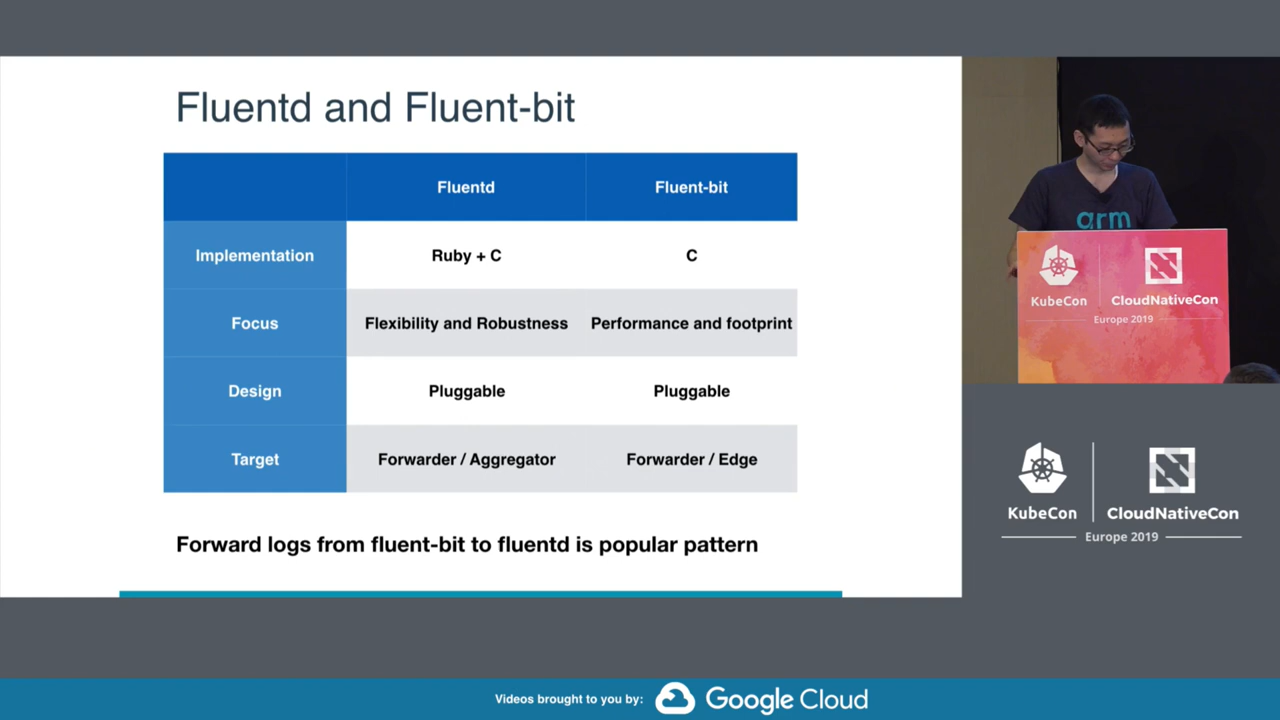 Fluentd and Fluent-bit
Fluentd
Fluent-bit
Implementation
Ruby + C
C
Focus
Flexibility and Robustness
Performance and footprint
Design
Pluggable
Pluggable
Target
Forwarder / Aggregator
Forwarder / Edge
Forward logs from fluent-bit to fluentd is popular pattern
arm
KubeCon
CloudNativeCon
Europe 2019
KubeCon
CloudNativeCon
Europe 2019
Videos brought to you by:
Google Cloud